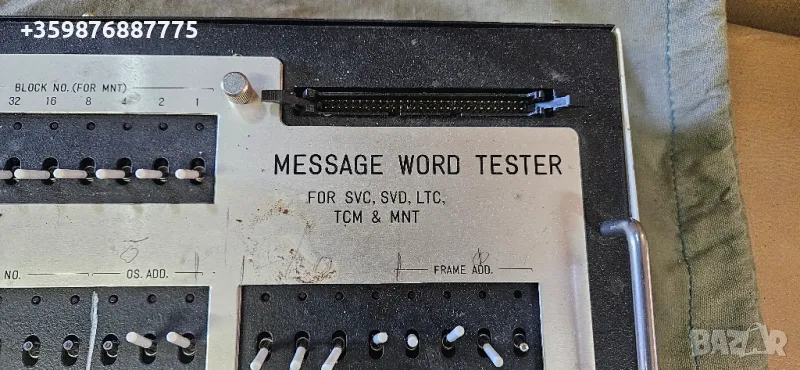 +359876887775
BLOCK NO.(FOR MNT)
32 16 8 4 2 1
MESSAGE WORD TESTER
FOR SVC, SVD, LTC,
TCM & MNT
5
NO. OS. ADD. FRAME ADD.
BAZAR